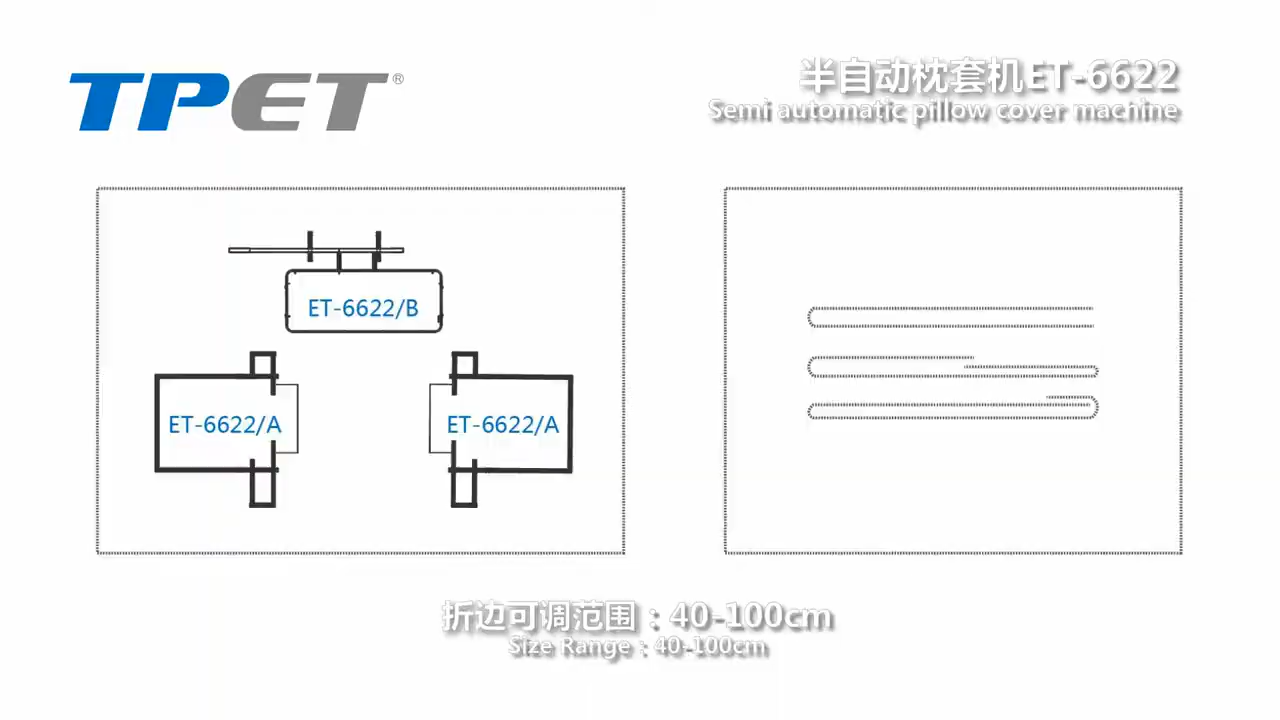 TPET®
半自动枕套机ET-6622
Semi automatic pillow cover machine
ET-6622/B
ET-6622/A
ET-6622/A
折边可调范围：40-100cm
Size Range：40-100cm